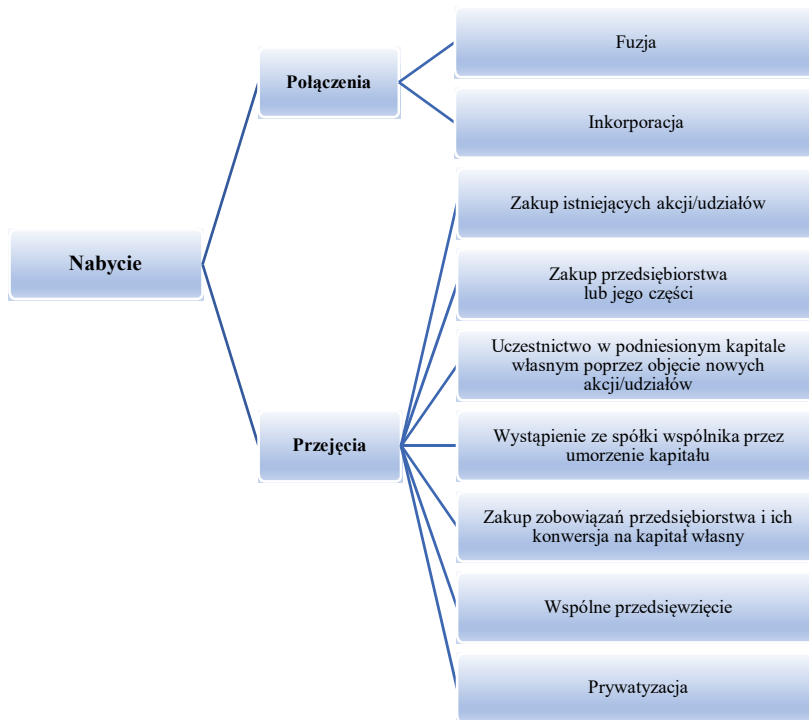 Nabycie
Połączenia
Fuzja
Inkorporacja
Przejęcia
Zakup istniejących akcji/udziałów
Zakup przedsiębiorstwa
lub jego części
Uczestnictwo w podniesionym kapitale
własnym poprzez objęcie nowych
akcji/udziałów
Wystąpienie ze spółki wspólnika przez
umorzenie kapitału
Zakup zobowiązań przedsiębiorstwa i ich
konwersja na kapitał własny
Wspólne przedsięwzięcie
Prywatyzacja